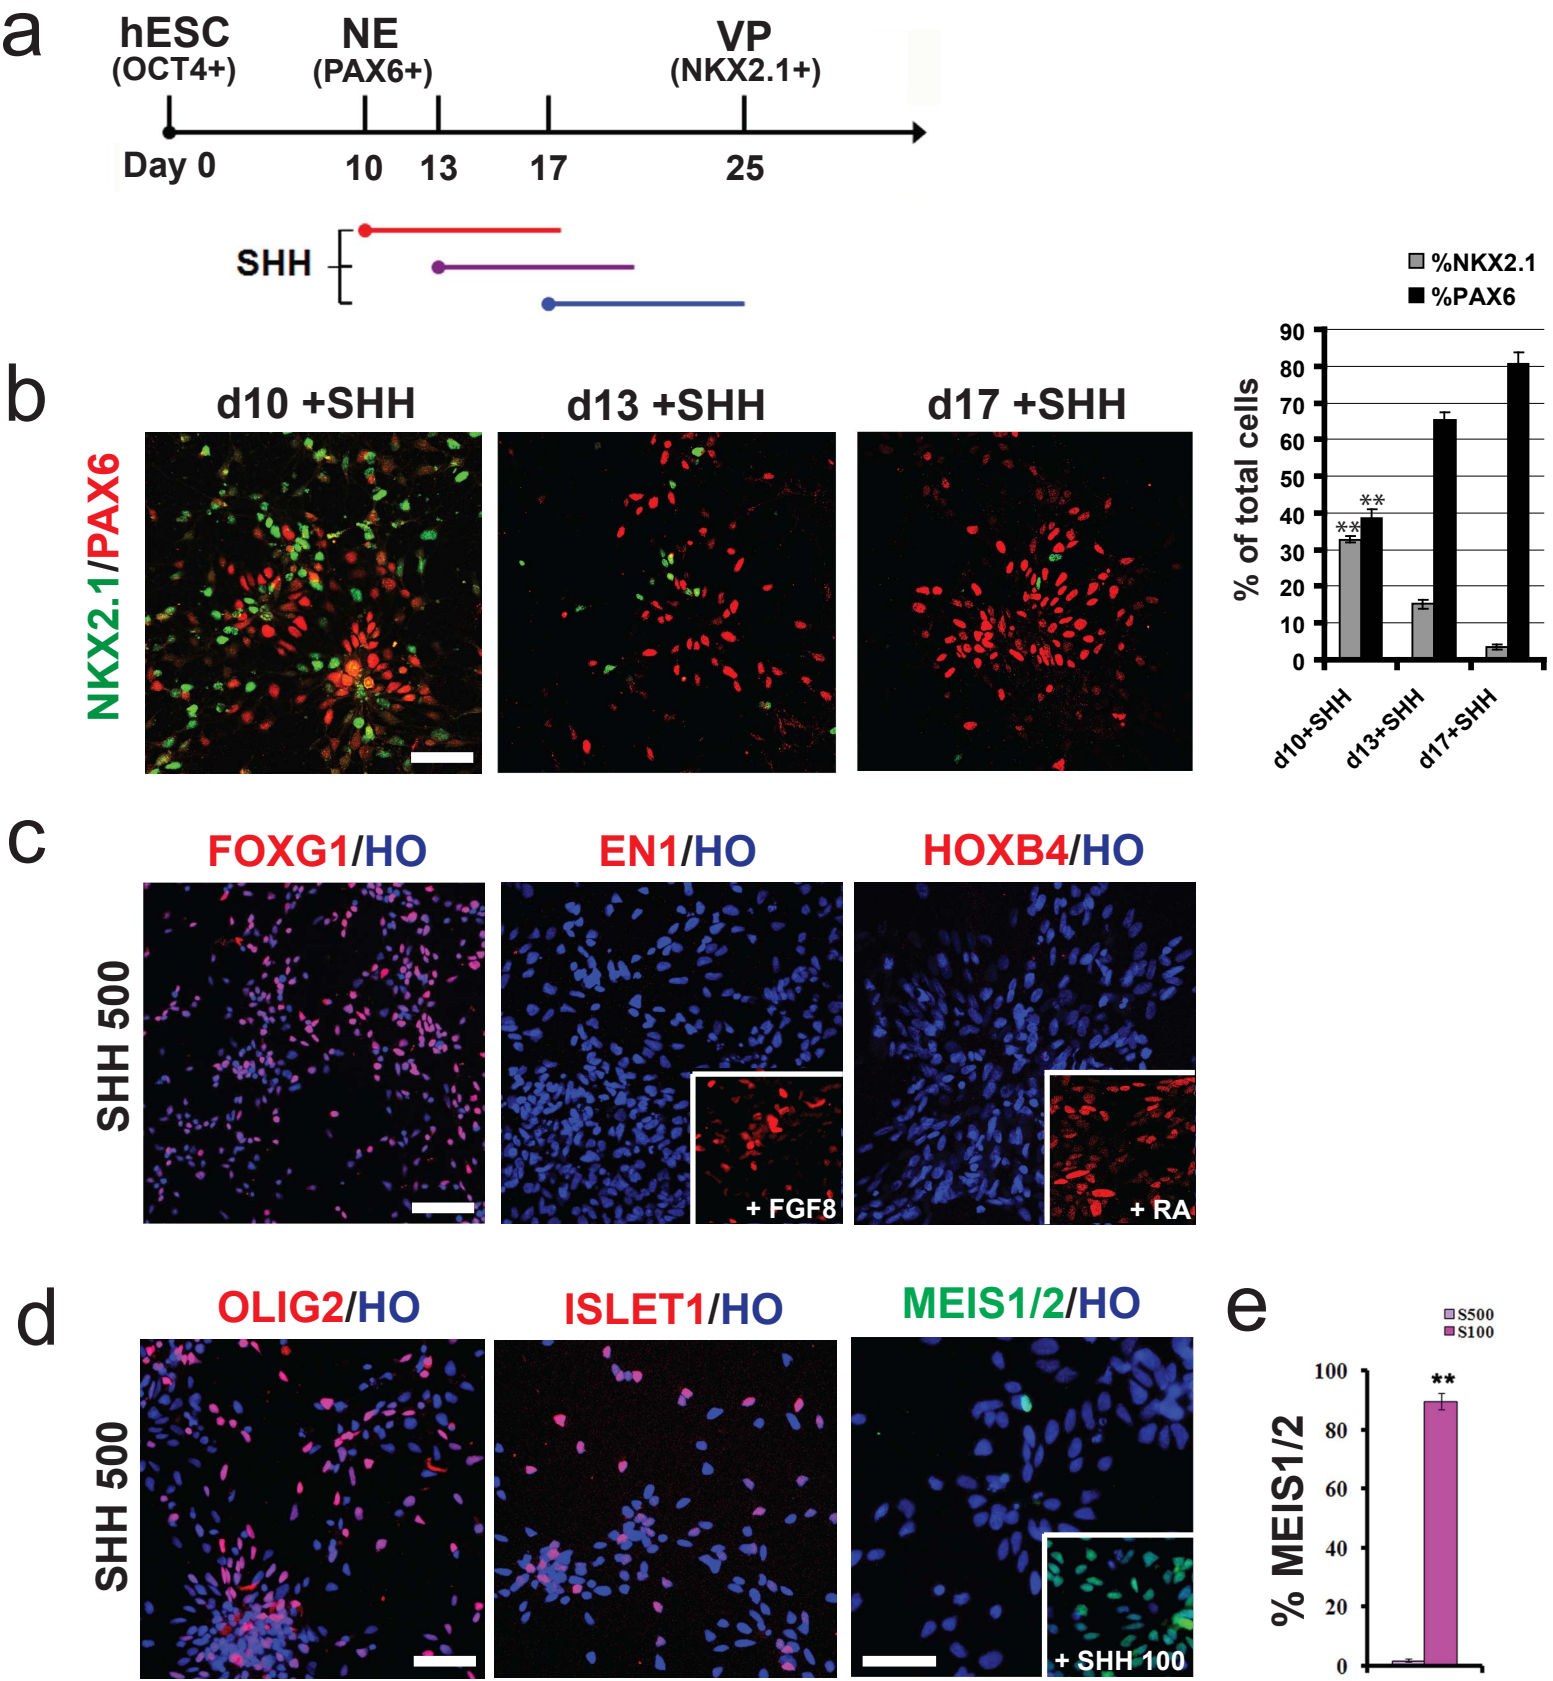 a
hESC
(OCT4+)
NE
(PAX6+)
VP
(NKX2.1+)
Day 0
10
13
17
25
SHH
b
d10 +SHH
d13 +SHH
d17 +SHH
NKX2.1/PAX6
%NKX2.1
%PAX6
% of total cells
90
80
70
60
50
40
30
20
10
0
**
**
d10+SHH
d13+SHH
d17+SHH
c
FOXG1/HO
EN1/HO
HOXB4/HO
SHH 500
+ FGF8
+ RA
d
OLIG2/HO
ISLET1/HO
MEIS1/2/HO
SHH 500
+ SHH 100
e
S500
S100
% MEIS1/2
100
80
60
40
20
0
**